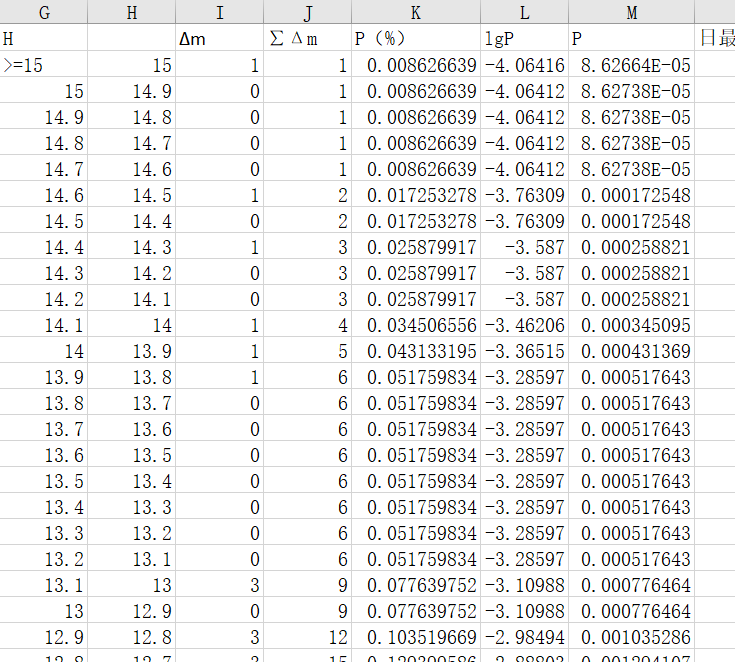 G H I J K L M
H Δm ∑Δm P（%） lgP P 日最
>=15 15 1 1 0.008626639 -4.06416 8.62664E-05
15 14.9 0 1 0.008626639 -4.06412 8.62738E-05
14.9 14.8 0 1 0.008626639 -4.06412 8.62738E-05
14.8 14.7 0 1 0.008626639 -4.06412 8.62738E-05
14.7 14.6 0 1 0.008626639 -4.06412 8.62738E-05
14.6 14.5 1 2 0.017253278 -3.76309 0.000172548
14.5 14.4 0 2 0.017253278 -3.76309 0.000172548
14.4 14.3 1 3 0.025879917 -3.587 0.000258821
14.3 14.2 0 3 0.025879917 -3.587 0.000258821
14.2 14.1 0 3 0.025879917 -3.587 0.000258821
14.1 14 1 4 0.034506556 -3.46206 0.000345095
14 13.9 1 5 0.043133195 -3.36515 0.000431369
13.9 13.8 1 6 0.051759834 -3.28597 0.000517643
13.8 13.7 0 6 0.051759834 -3.28597 0.000517643
13.7 13.6 0 6 0.051759834 -3.28597 0.000517643
13.6 13.5 0 6 0.051759834 -3.28597 0.000517643
13.5 13.4 0 6 0.051759834 -3.28597 0.000517643
13.4 13.3 0 6 0.051759834 -3.28597 0.000517643
13.3 13.2 0 6 0.051759834 -3.28597 0.000517643
13.2 13.1 0 6 0.051759834 -3.28597 0.000517643
13.1 13 3 9 0.077639752 -3.10988 0.000776464
13 12.9 0 9 0.077639752 -3.10988 0.000776464
12.9 12.8 3 12 0.103519669 -2.98494 0.001035286